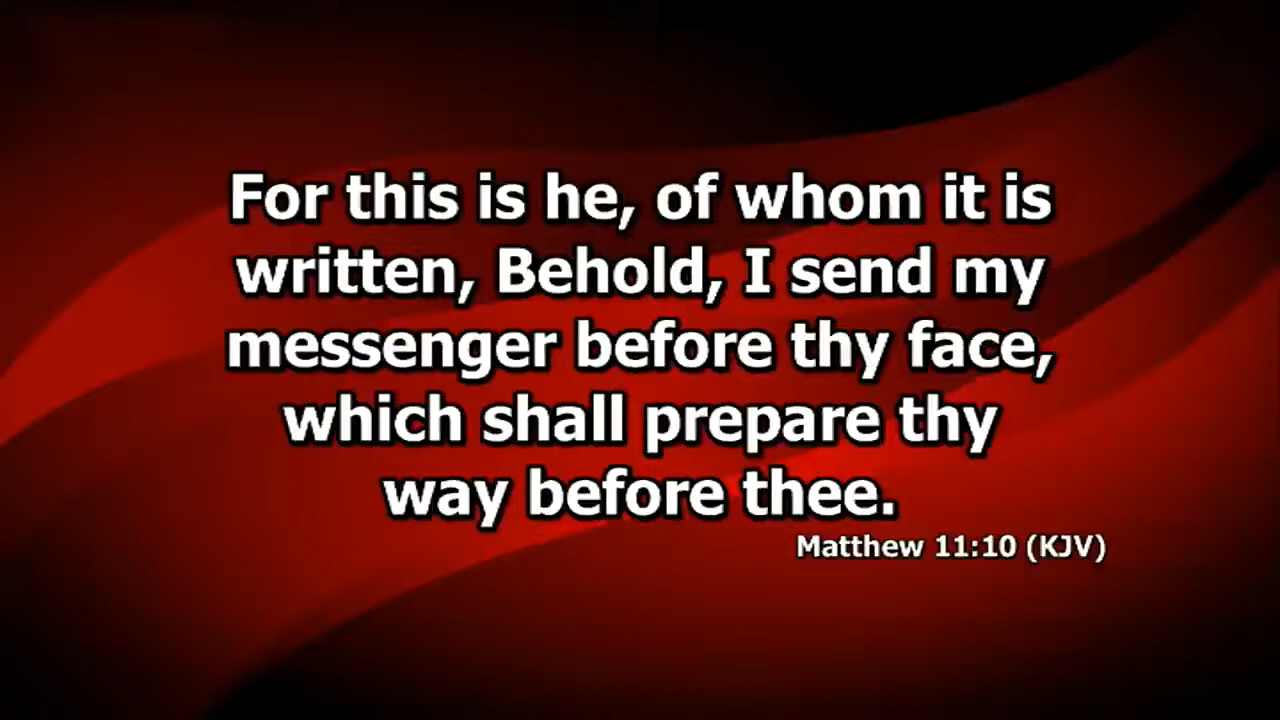 For this is he, of whom it is
written, Behold, I send my
messenger before thy face,
which shall prepare thy
way before thee.
Matthew 11:10 (KJV)